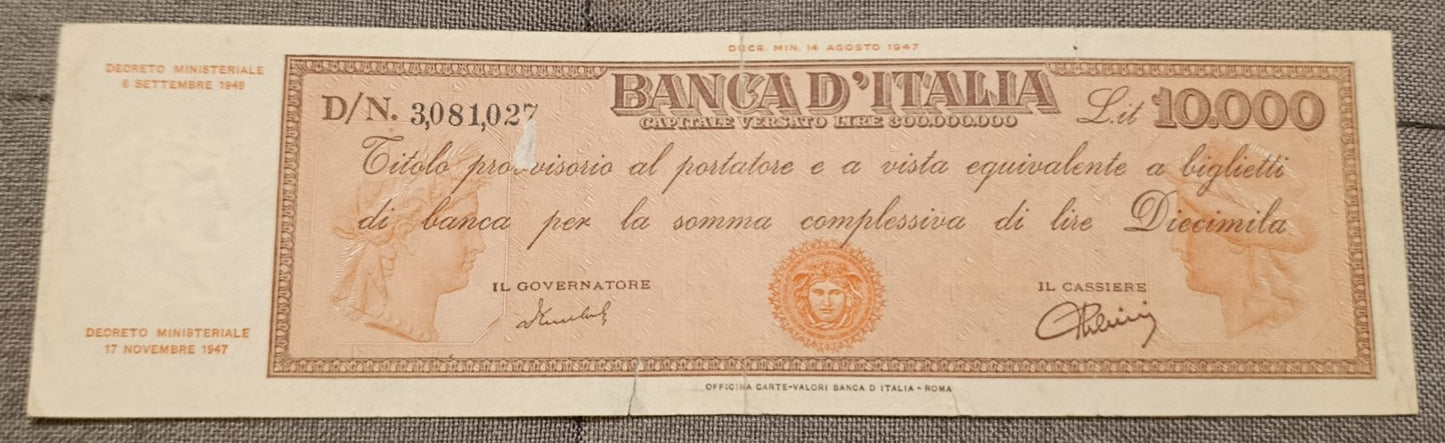 DECR. MIN. 14 AGOSTO 1947
DECRETO MINISTERIALE
6 SETTEMBRE 1949
D/N. 3,081,027
BANCA D'ITALIA
CAPITALE VERSATO LIRE 300.000.000
Lit 10.000
Titolo provvisorio al portatore e a vista equivalente a biglietti
di banca per la somma complessiva di lire Diecimila
IL GOVERNATORE
IL CASSIERE
DECRETO MINISTERIALE
17 NOVEMBRE 1947
OFFICINA CARTE-VALORI BANCA D ITALIA - ROMA